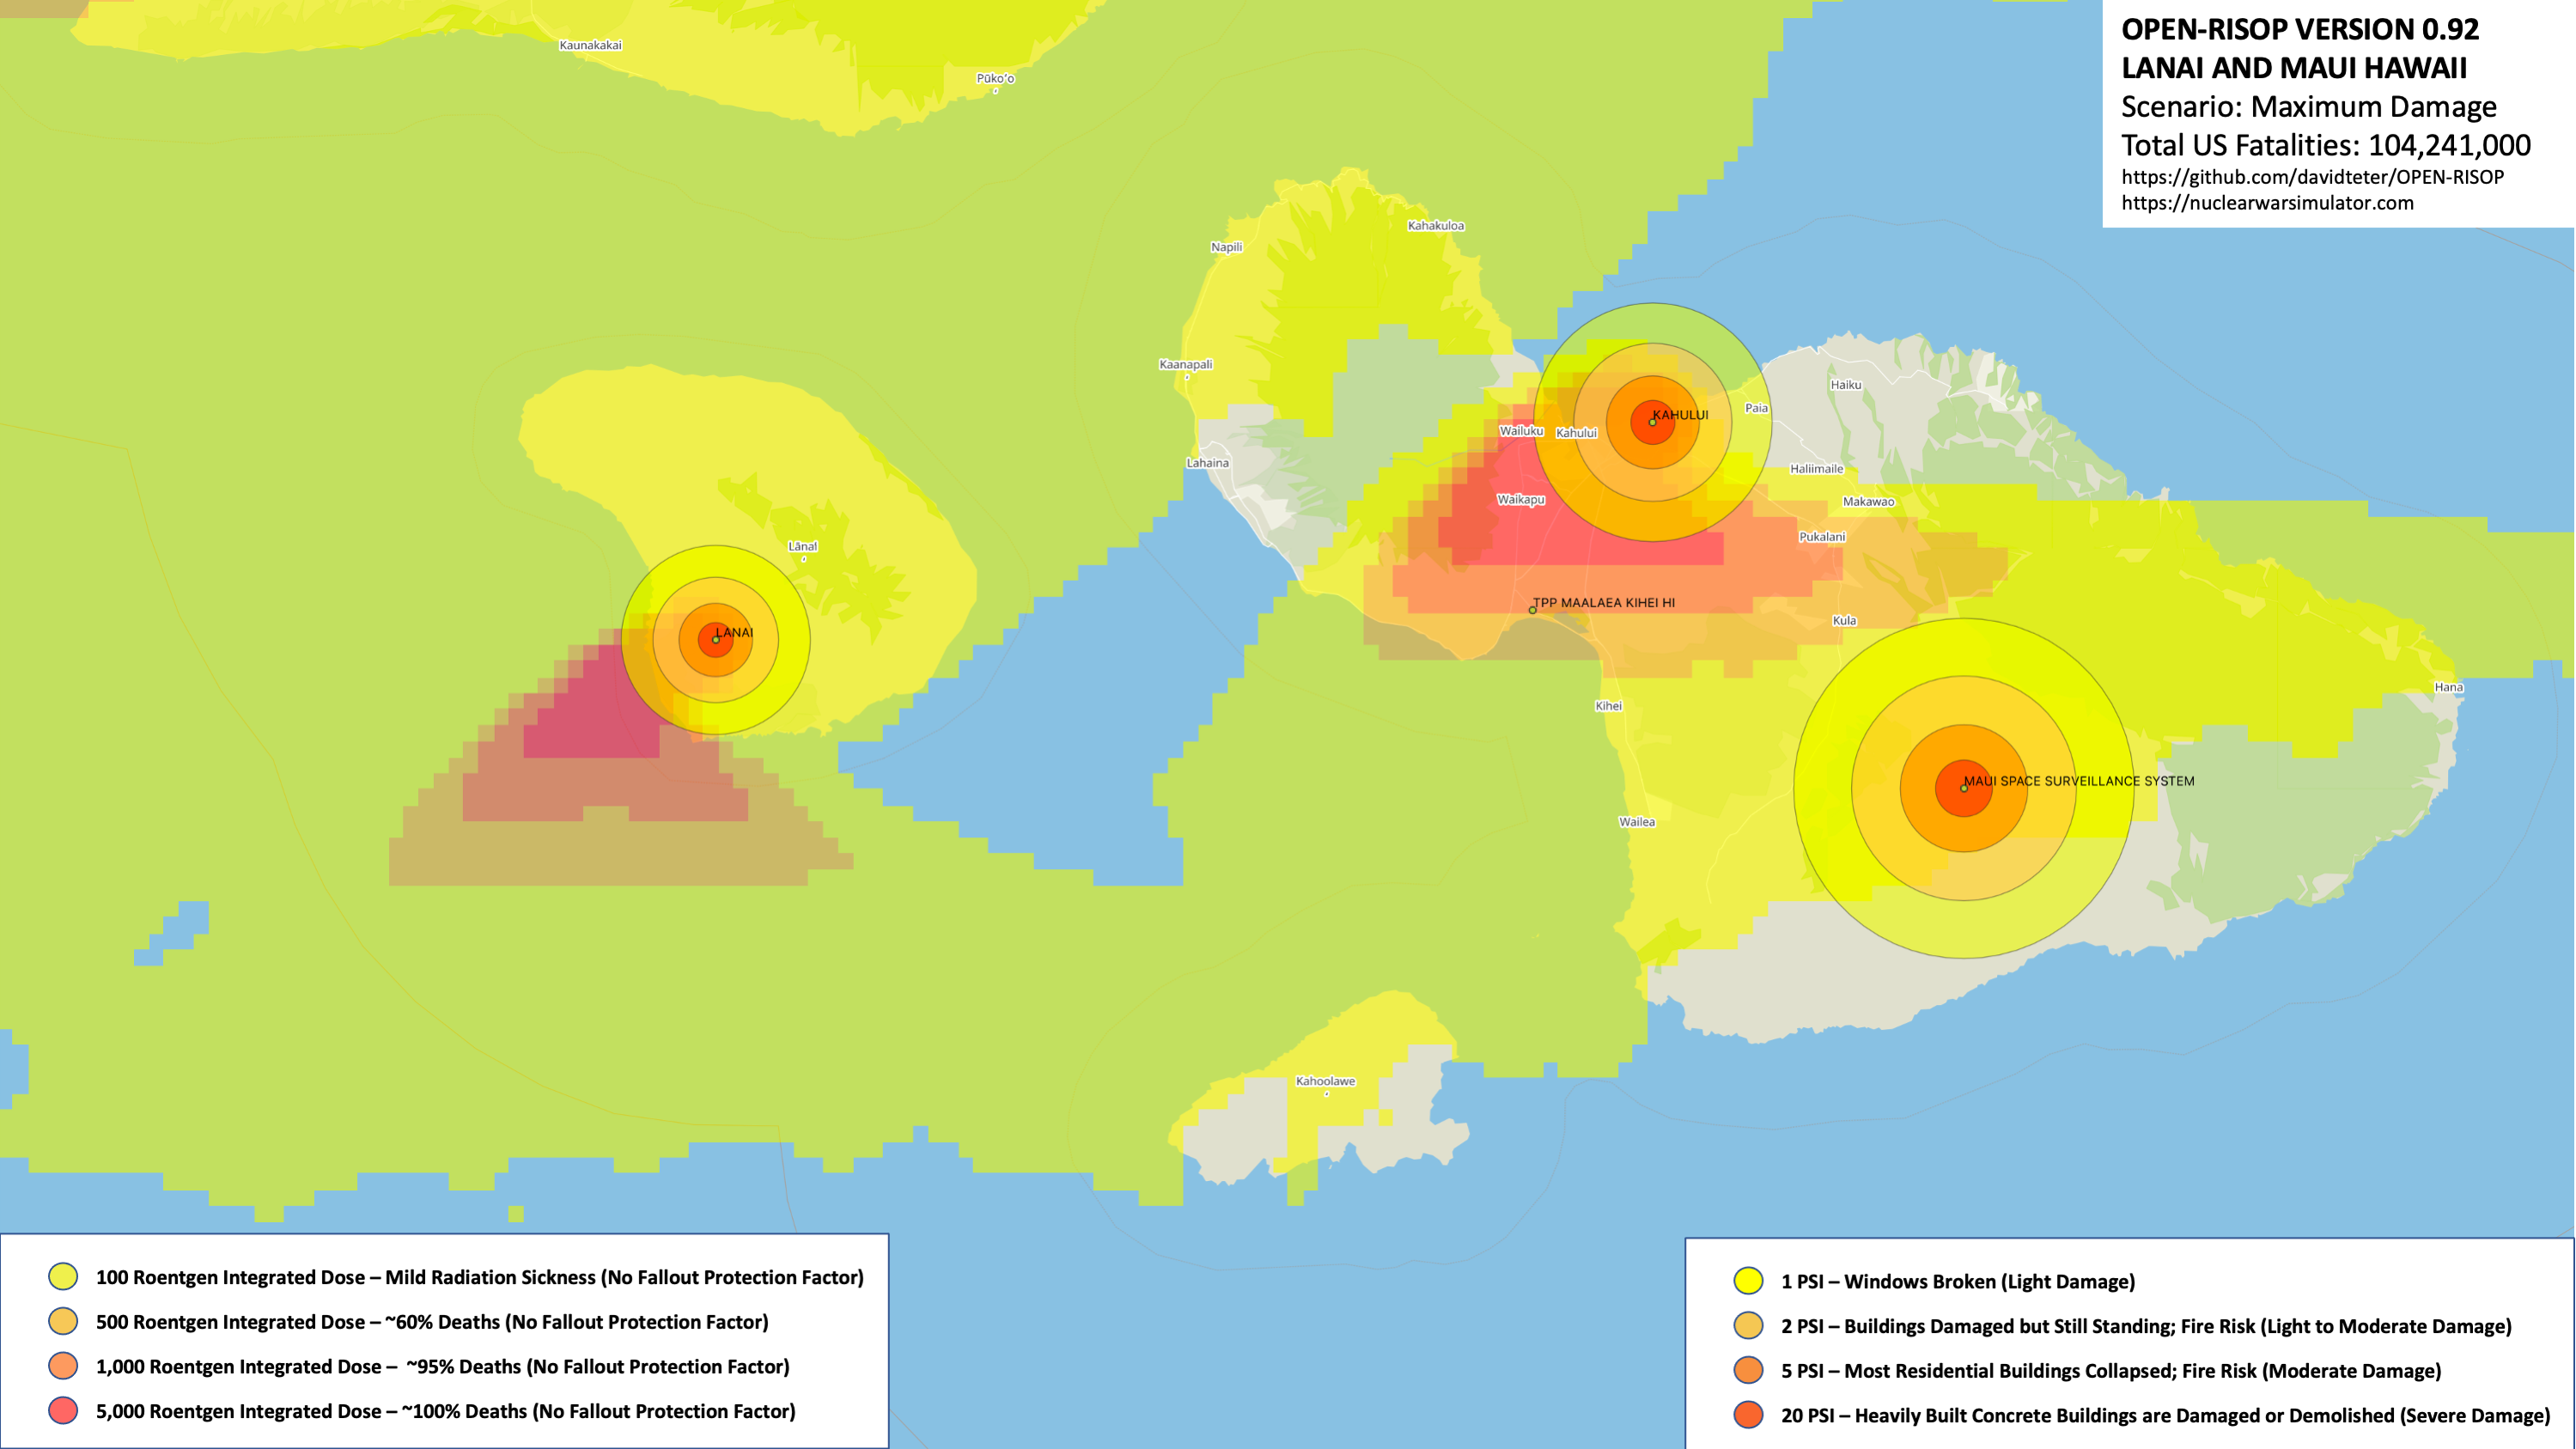 OPEN-RISOP VERSION 0.92
LANAI AND MAUI HAWAII
Scenario: Maximum Damage
Total US Fatalities: 104,241,000
https://github.com/davidteter/OPEN-RISOP
https://nuclearwarsimulator.com
Kaunakakai
Pūko‘o
Kahakuloa
Napili
Kaanapali
Haiku
Paia
KAHULUI
Wailuku
Kahului
Lahaina
Haliimaile
Waikapu
Makawao
Pukalani
Lānaʻi
TPP MAALAEA KIHEI HI
Kula
LANAI
Hana
Kihei
MAUI SPACE SURVEILLANCE SYSTEM
Wailea
Kahoolawe
100 Roentgen Integrated Dose – Mild Radiation Sickness (No Fallout Protection Factor)
500 Roentgen Integrated Dose – ~60% Deaths (No Fallout Protection Factor)
1,000 Roentgen Integrated Dose – ~95% Deaths (No Fallout Protection Factor)
5,000 Roentgen Integrated Dose – ~100% Deaths (No Fallout Protection Factor)
1 PSI – Windows Broken (Light Damage)
2 PSI – Buildings Damaged but Still Standing; Fire Risk (Light to Moderate Damage)
5 PSI – Most Residential Buildings Collapsed; Fire Risk (Moderate Damage)
20 PSI – Heavily Built Concrete Buildings are Damaged or Demolished (Severe Damage)